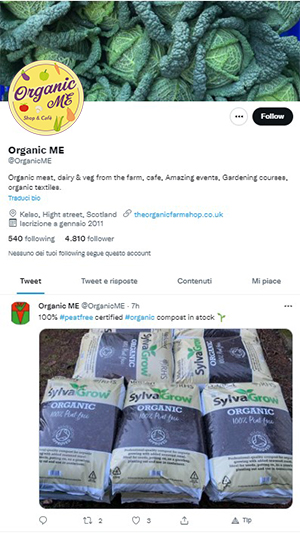 Organic
ME
Shop & Cafè
Follow
Organic ME
@OrganicME
Organic meat, dairy & veg from the farm, cafe, Amazing events, Gardening courses,
organic textiles.
Traduci bio
Kelso, Hight street, Scotland theorganicfarmshop.co.uk
Iscrizione a gennaio 2011
540 following 4.810 follower
Nessuno dei tuoi following segue questo account
Tweet Tweet e risposte Contenuti Mi piace
Organic ME @OrganicME · 7h
100% #peatfree certified #organic compost in stock
SylvaGrow
ORGANIC
100% Peat free
SylvaGrow
ORGANIC
100% Peat free
SylvaGrow
ORGANIC
100% Peat free
2 3 Tip